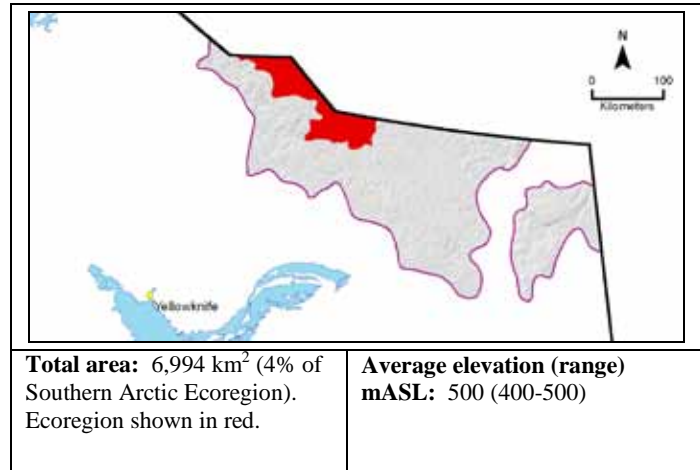 N
0 100
Kilometers
Yellowknife
Total area: 6,994 km² (4% of
Southern Arctic Ecoregion).
Ecoregion shown in red.
Average elevation (range)
mASL: 500 (400-500)